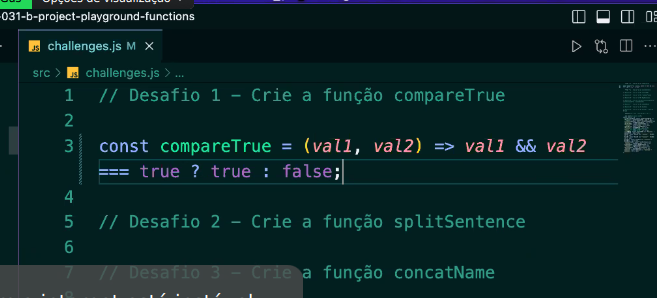 Opções de visualização
-031-b-project-playground-functions
JS challenges.js M ×
src > JS challenges.js > ...
1 // Desafio 1 - Crie a função compareTrue
2
3 const compareTrue = (val1, val2) => val1 && val2
=== true ? true : false;
4
5 // Desafio 2 - Crie a função splitSentence
6
7 // Desafio 3 - Crie a função concatName